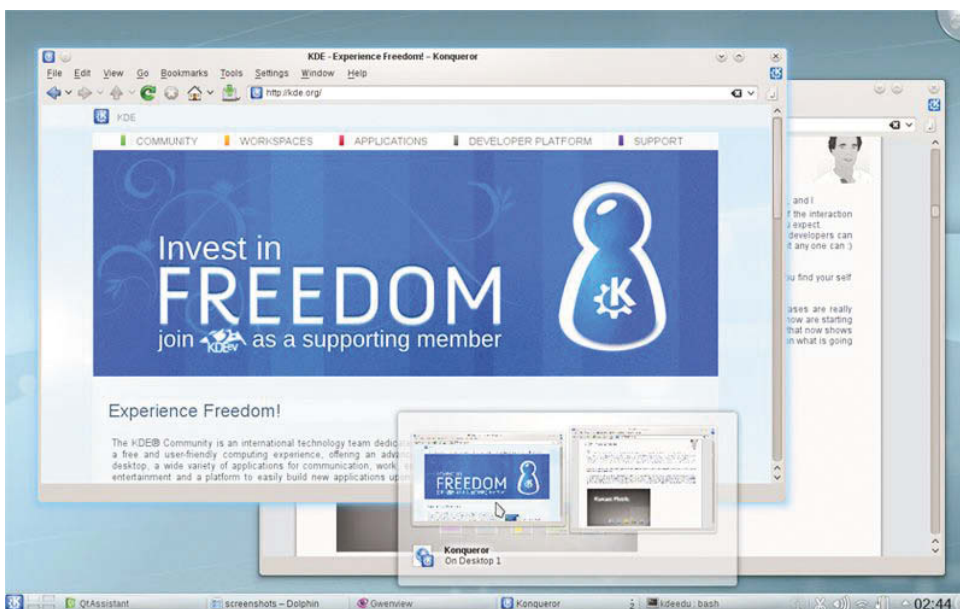 KDE - Experience Freedom! – Konqueror
File Edit View Go Bookmarks Tools Settings Window Help
http://kde.org/
KDE
COMMUNITY WORKSPACES APPLICATIONS DEVELOPER PLATFORM SUPPORT
Invest in
FREEDOM
join KDE e.V. as a supporting member
Experience Freedom!
The KDE® Community is an international technology team
a free and user-friendly computing experience, offering an
desktop, a wide variety of applications for communication, work,
entertainment and a platform to easily build new applications
and I
the interaction
expect.
developers can
any one can :)
find your self
are really
now are starting
that now shows
in what is going
FREEDOM
Konqueror
On Desktop 1
QtAssistant
screenshots – Dolphin
Gwenview
Konqueror
2
kdeedu : bash
02:44